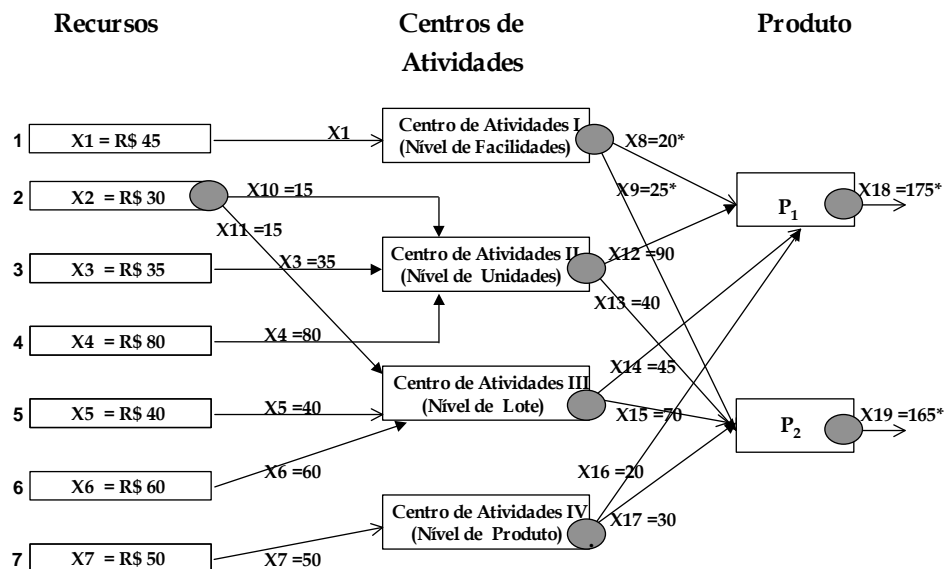 Recursos
Centros de
Atividades
Produto
1
X1 = R$ 45
X1
Centro de Atividades I
(Nível de Facilidades)
X8=20*
2
X2 = R$ 30
X10 =15
X11 =15
X9=25*
P1
X18 =175*
3
X3 = R$ 35
X3 =35
Centro de Atividades II
(Nível de Unidades)
X12 =90
X13 =40
4
X4 = R$ 80
X4 =80
5
X5 = R$ 40
X5 =40
Centro de Atividades III
(Nível de Lote)
X14 =45
X15 =70
P2
X19 =165*
6
X6 = R$ 60
X6 =60
X16 =20
7
X7 = R$ 50
X7 =50
Centro de Atividades IV
(Nível de Produto)
X17 =30